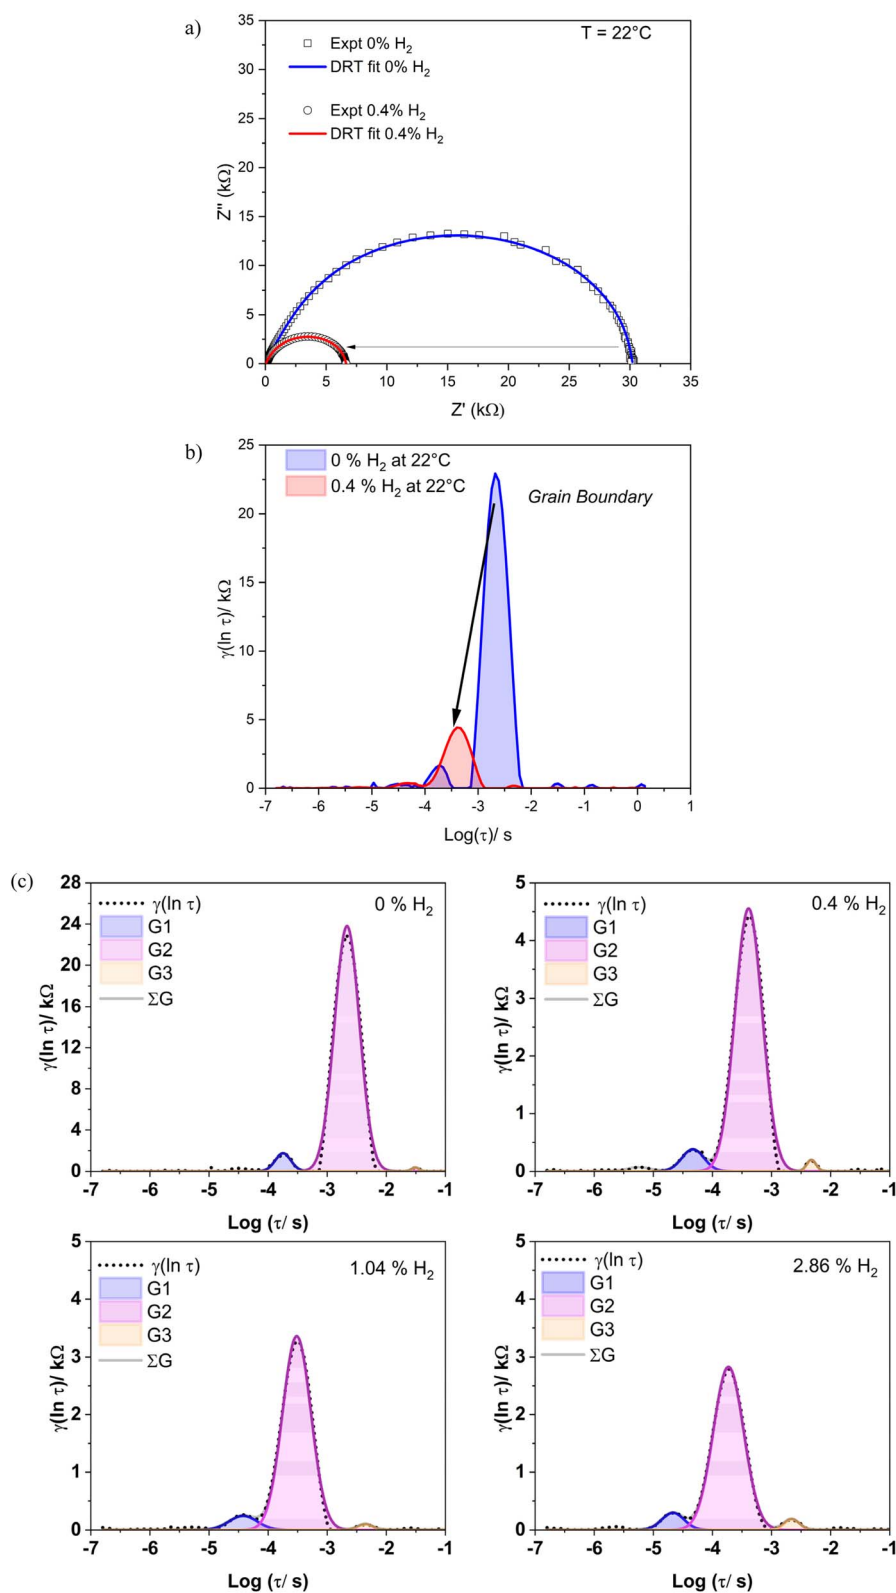 a)
T = 22°C
Expt 0% H₂
DRT fit 0% H₂
Expt 0.4% H₂
DRT fit 0.4% H₂
35
30
25
20
15
10
5
0
Z'' (kΩ)
0 5 10 15 20 25 30 35
Z' (kΩ)
b)
0 % H₂ at 22°C
0.4 % H₂ at 22°C
Grain Boundary
25
20
15
10
5
0
γ(ln τ)/ kΩ
-7 -6 -5 -4 -3 -2 -1 0 1
Log(τ)/ s
(c)
0 % H₂
γ(ln τ)
G1
G2
G3
ΣG
28
24
20
16
12
8
4
0
γ(ln τ)/ kΩ
-7 -6 -5 -4 -3 -2 -1
Log (τ/ s)
0.4 % H₂
γ(ln τ)
G1
G2
G3
ΣG
5
4
3
2
1
0
γ(ln τ)/ kΩ
-7 -6 -5 -4 -3 -2 -1
Log (τ/ s)
1.04 % H₂
γ(ln τ)
G1
G2
G3
ΣG
5
4
3
2
1
0
γ(ln τ)/ kΩ
-7 -6 -5 -4 -3 -2 -1
Log (τ/ s)
2.86 % H₂
γ(ln τ)
G1
G2
G3
ΣG
5
4
3
2
1
0
γ(ln τ)/ kΩ
-7 -6 -5 -4 -3 -2 -1
Log (τ/ s)